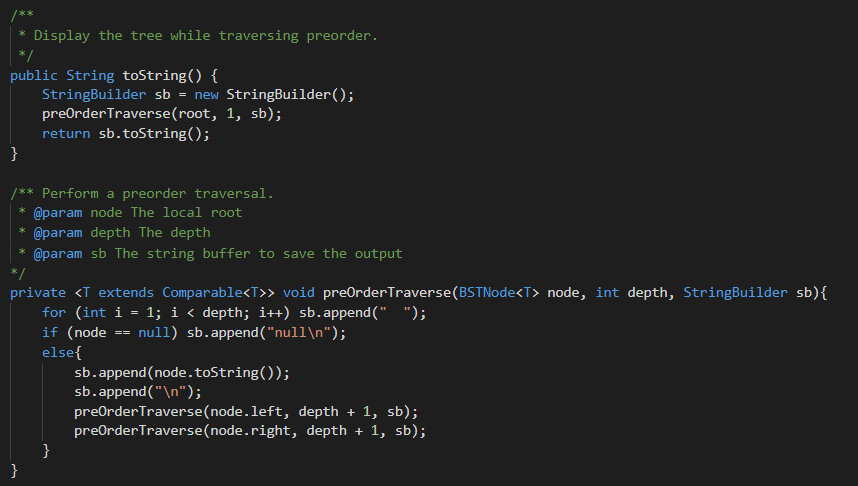 /**
 * Display the tree while traversing preorder.
 */
public String toString() {
    StringBuilder sb = new StringBuilder();
    preOrderTraverse(root, 1, sb);
    return sb.toString();
}

/** Perform a preorder traversal.
 * @param node The local root
 * @param depth The depth
 * @param sb The string buffer to save the output
*/
private <T extends Comparable<T>> void preOrderTraverse(BSTNode<T> node, int depth, StringBuilder sb){
    for (int i = 1; i < depth; i++) sb.append("  ");
    if (node == null) sb.append("null\n");
    else{
        sb.append(node.toString());
        sb.append("\n");
        preOrderTraverse(node.left, depth + 1, sb);
        preOrderTraverse(node.right, depth + 1, sb);
    }
}